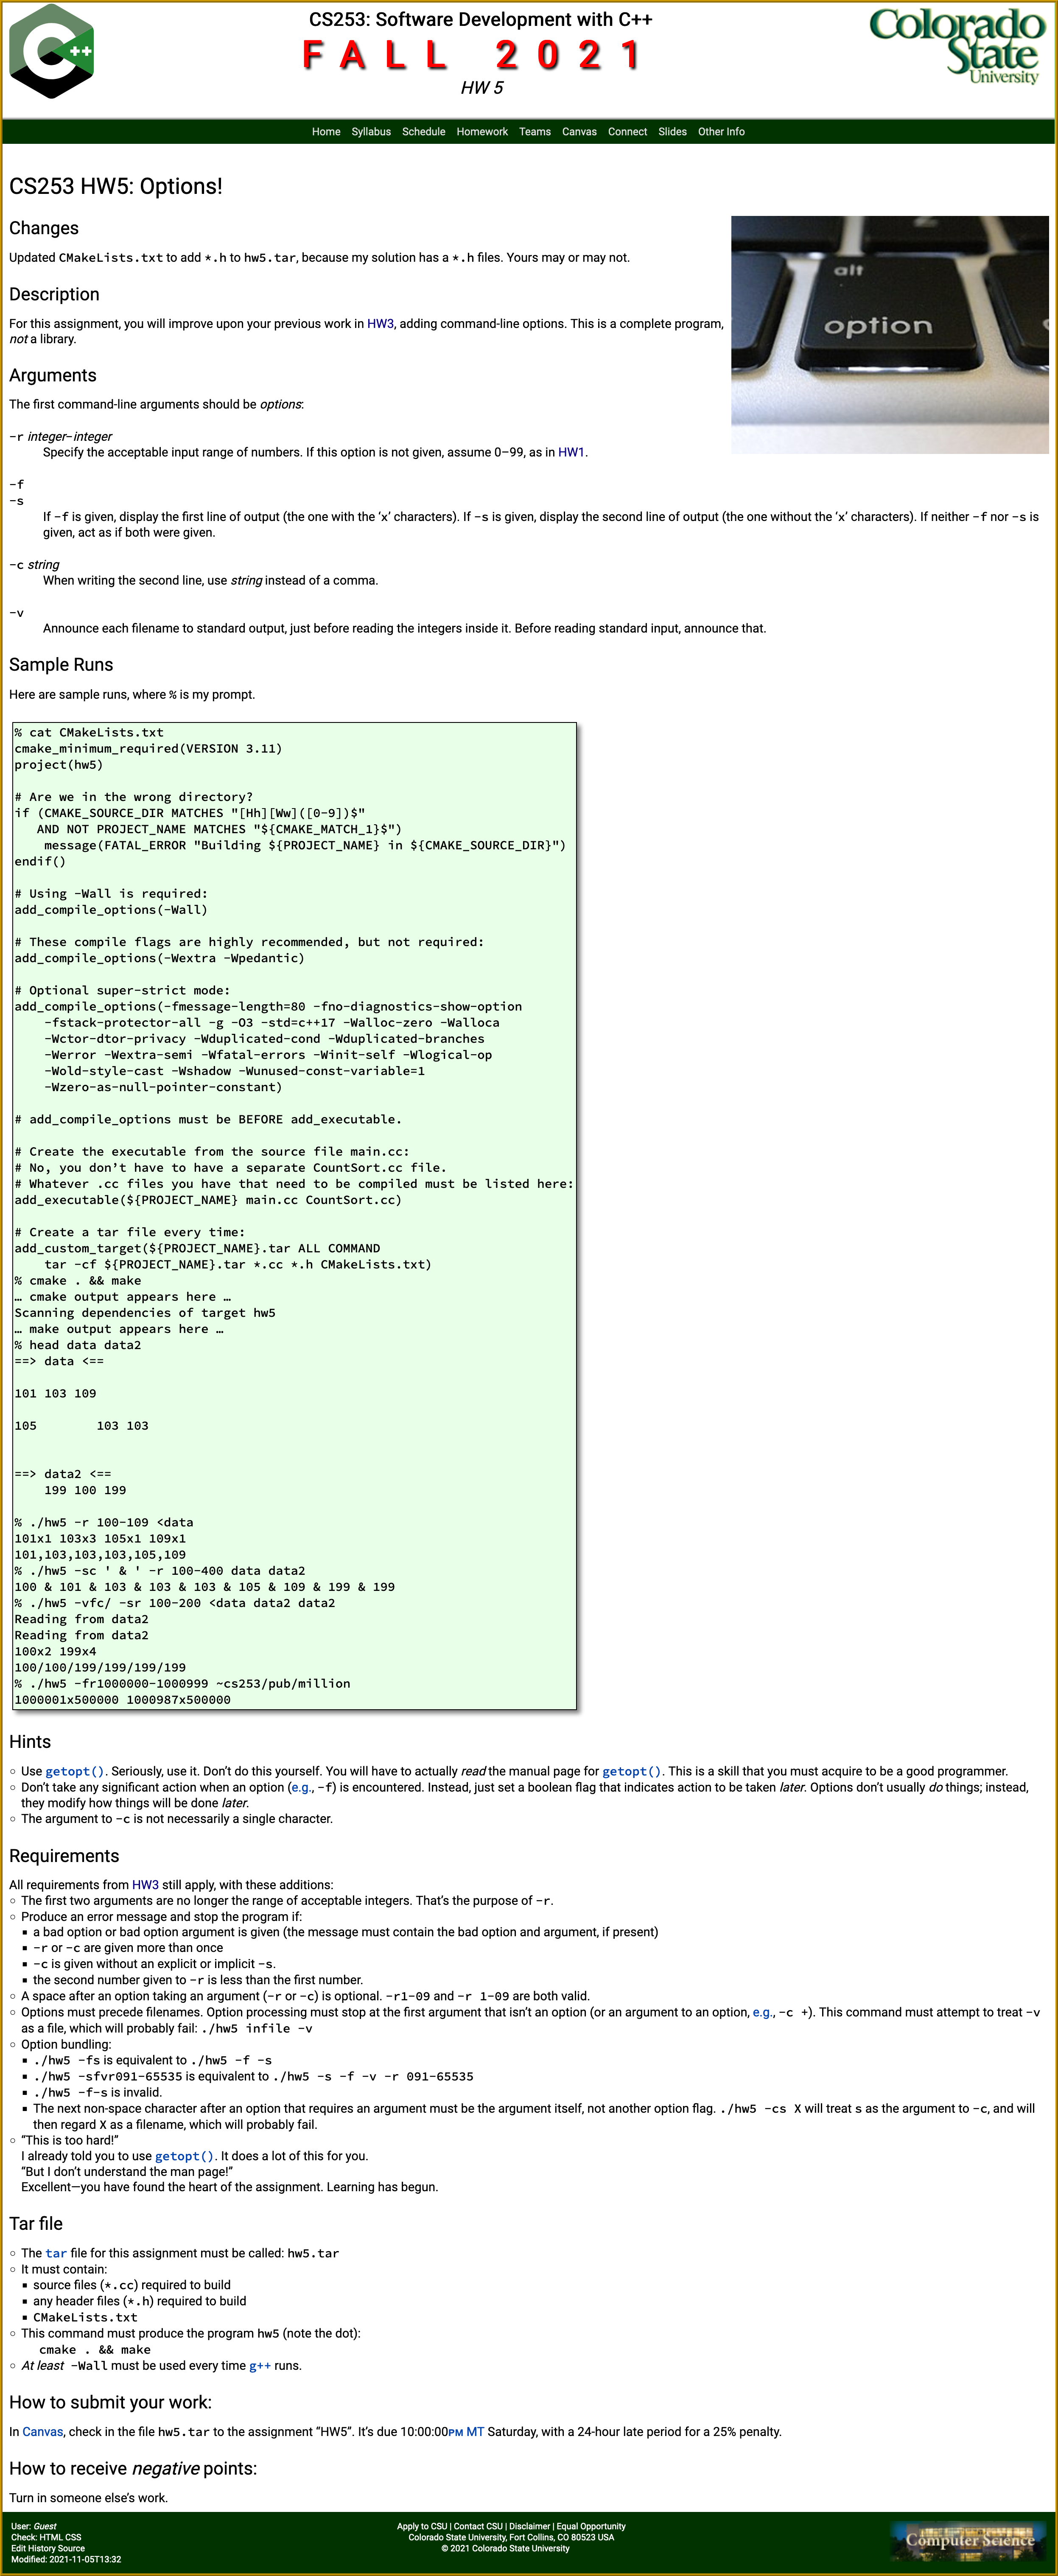 CS253: Software Development with C++
FALL 2021
HW 5
C++
Colorado
State
University
Home Syllabus Schedule Homework Teams Canvas Connect Slides Other Info
CS253 HW5: Options!
alt
option
Changes
Updated CMakeLists.txt to add *.h to hw5.tar, because my solution has a *.h files. Yours may or may not.
Description
For this assignment, you will improve upon your previous work in HW3, adding command-line options. This is a complete program,
not a library.
Arguments
The first command-line arguments should be options:
-r integer-integer
Specify the acceptable input range of numbers. If this option is not given, assume 0–99, as in HW1.
-f
-s
If -f is given, display the first line of output (the one with the ‘x’ characters). If -s is given, display the second line of output (the one without the ‘x’ characters). If neither -f nor -s is
given, act as if both were given.
-c string
When writing the second line, use string instead of a comma.
-v
Announce each filename to standard output, just before reading the integers inside it. Before reading standard input, announce that.
Sample Runs
Here are sample runs, where % is my prompt.
% cat CMakeLists.txt
cmake_minimum_required(VERSION 3.11)
project(hw5)
# Are we in the wrong directory?
if (CMAKE_SOURCE_DIR MATCHES "[Hh][Ww]([0-9])$"
   AND NOT PROJECT_NAME MATCHES "${CMAKE_MATCH_1}$")
    message(FATAL_ERROR "Building ${PROJECT_NAME} in ${CMAKE_SOURCE_DIR}")
endif()
# Using -Wall is required:
add_compile_options(-Wall)
# These compile flags are highly recommended, but not required:
add_compile_options(-Wextra -Wpedantic)
# Optional super-strict mode:
add_compile_options(-fmessage-length=80 -fno-diagnostics-show-option
    -fstack-protector-all -g -O3 -std=c++17 -Walloc-zero -Walloca
    -Wctor-dtor-privacy -Wduplicated-cond -Wduplicated-branches
    -Werror -Wextra-semi -Wfatal-errors -Winit-self -Wlogical-op
    -Wold-style-cast -Wshadow -Wunused-const-variable=1
    -Wzero-as-null-pointer-constant)
# add_compile_options must be BEFORE add_executable.
# Create the executable from the source file main.cc:
# No, you don’t have to have a separate CountSort.cc file.
# Whatever .cc files you have that need to be compiled must be listed here:
add_executable(${PROJECT_NAME} main.cc CountSort.cc)
# Create a tar file every time:
add_custom_target(${PROJECT_NAME}.tar ALL COMMAND
    tar -cf ${PROJECT_NAME}.tar *.cc *.h CMakeLists.txt)
% cmake . && make
… cmake output appears here …
Scanning dependencies of target hw5
… make output appears here …
% head data data2
==> data <==
101 103 109
105        103 103
==> data2 <==
    199 100 199
% ./hw5 -r 100-109 <data
101x1 103x3 105x1 109x1
101,103,103,103,105,109
% ./hw5 -sc ' & ' -r 100-400 data data2
100 & 101 & 103 & 103 & 103 & 105 & 109 & 199 & 199
% ./hw5 -vfc/ -sr 100-200 <data data2 data2
Reading from data2
Reading from data2
100x2 199x4
100/100/199/199/199/199
% ./hw5 -fr1000000-1000999 ~cs253/pub/million
1000001x500000 1000987x500000
Hints
Use getopt(). Seriously, use it. Don’t do this yourself. You will have to actually read the manual page for getopt(). This is a skill that you must acquire to be a good programmer.
Don’t take any significant action when an option (e.g., -f) is encountered. Instead, just set a boolean flag that indicates action to be taken later. Options don’t usually do things; instead,
they modify how things will be done later.
The argument to -c is not necessarily a single character.
Requirements
All requirements from HW3 still apply, with these additions:
The first two arguments are no longer the range of acceptable integers. That’s the purpose of -r.
Produce an error message and stop the program if:
a bad option or bad option argument is given (the message must contain the bad option and argument, if present)
-r or -c are given more than once
-c is given without an explicit or implicit -s.
the second number given to -r is less than the first number.
A space after an option taking an argument (-r or -c) is optional. -r1-09 and -r 1-09 are both valid.
Options must precede filenames. Option processing must stop at the first argument that isn’t an option (or an argument to an option, e.g., -c +). This command must attempt to treat -v
as a file, which will probably fail: ./hw5 infile -v
Option bundling:
./hw5 -fs is equivalent to ./hw5 -f -s
./hw5 -sfvr091-65535 is equivalent to ./hw5 -s -f -v -r 091-65535
./hw5 -f-s is invalid.
The next non-space character after an option that requires an argument must be the argument itself, not another option flag. ./hw5 -cs X will treat s as the argument to -c, and will
then regard X as a filename, which will probably fail.
“This is too hard!”
I already told you to use getopt(). It does a lot of this for you.
“But I don’t understand the man page!”
Excellent—you have found the heart of the assignment. Learning has begun.
Tar file
The tar file for this assignment must be called: hw5.tar
It must contain:
source files (*.cc) required to build
any header files (*.h) required to build
CMakeLists.txt
This command must produce the program hw5 (note the dot):
cmake . && make
At least -Wall must be used every time g++ runs.
How to submit your work:
In Canvas, check in the file hw5.tar to the assignment “HW5”. It’s due 10:00:00PM MT Saturday, with a 24-hour late period for a 25% penalty.
How to receive negative points:
Turn in someone else’s work.
User: Guest
Check: HTML CSS
Edit History Source
Modified: 2021-11-05T13:32
Apply to CSU | Contact CSU | Disclaimer | Equal Opportunity
Colorado State University, Fort Collins, CO 80523 USA
© 2021 Colorado State University
Computer Science